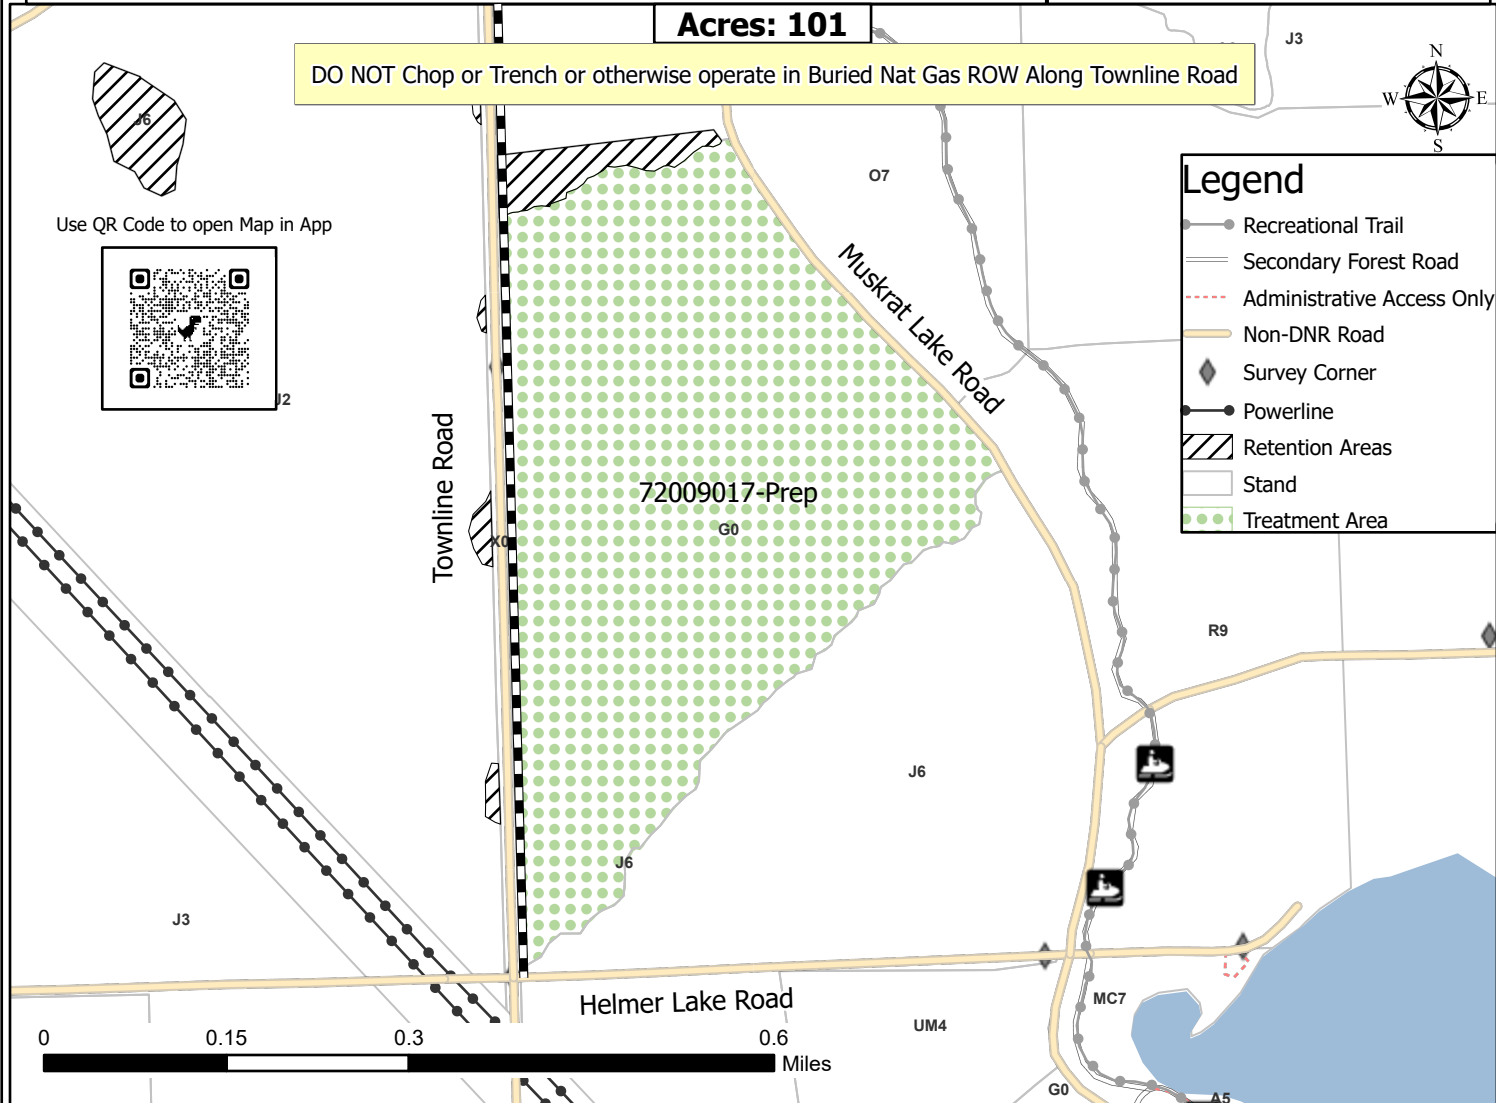 Acres: 101
DO NOT Chop or Trench or otherwise operate in Buried Nat Gas ROW Along Townline Road
J3
N
W E
S
J6
O7
Legend
Recreational Trail
Secondary Forest Road
Administrative Access Only
Non-DNR Road
Survey Corner
Powerline
Retention Areas
Stand
Treatment Area
Use QR Code to open Map in App
J2
Muskrat Lake Road
Townline Road
72009017-Prep
G0
X0
R9
J6
J6
J3
Helmer Lake Road
MC7
UM4
0 0.15 0.3 0.6
Miles
G0
A5